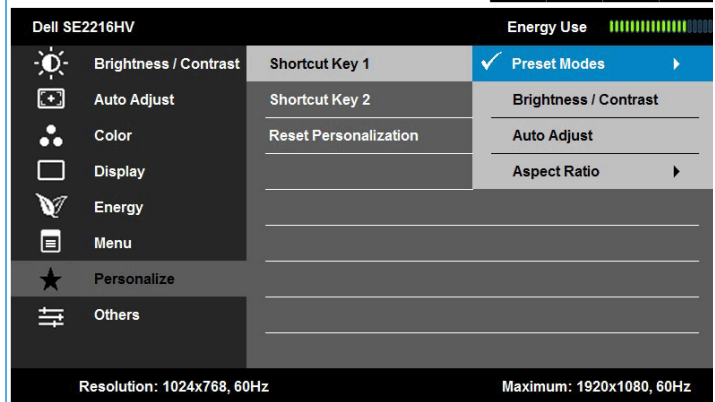 Dell SE2216HV Energy Use
Brightness / Contrast Shortcut Key 1 Preset Modes
Auto Adjust Shortcut Key 2 Brightness / Contrast
Color Reset Personalization Auto Adjust
Display Aspect Ratio
Energy
Menu
Personalize
Others
Resolution: 1024x768, 60Hz Maximum: 1920x1080, 60Hz